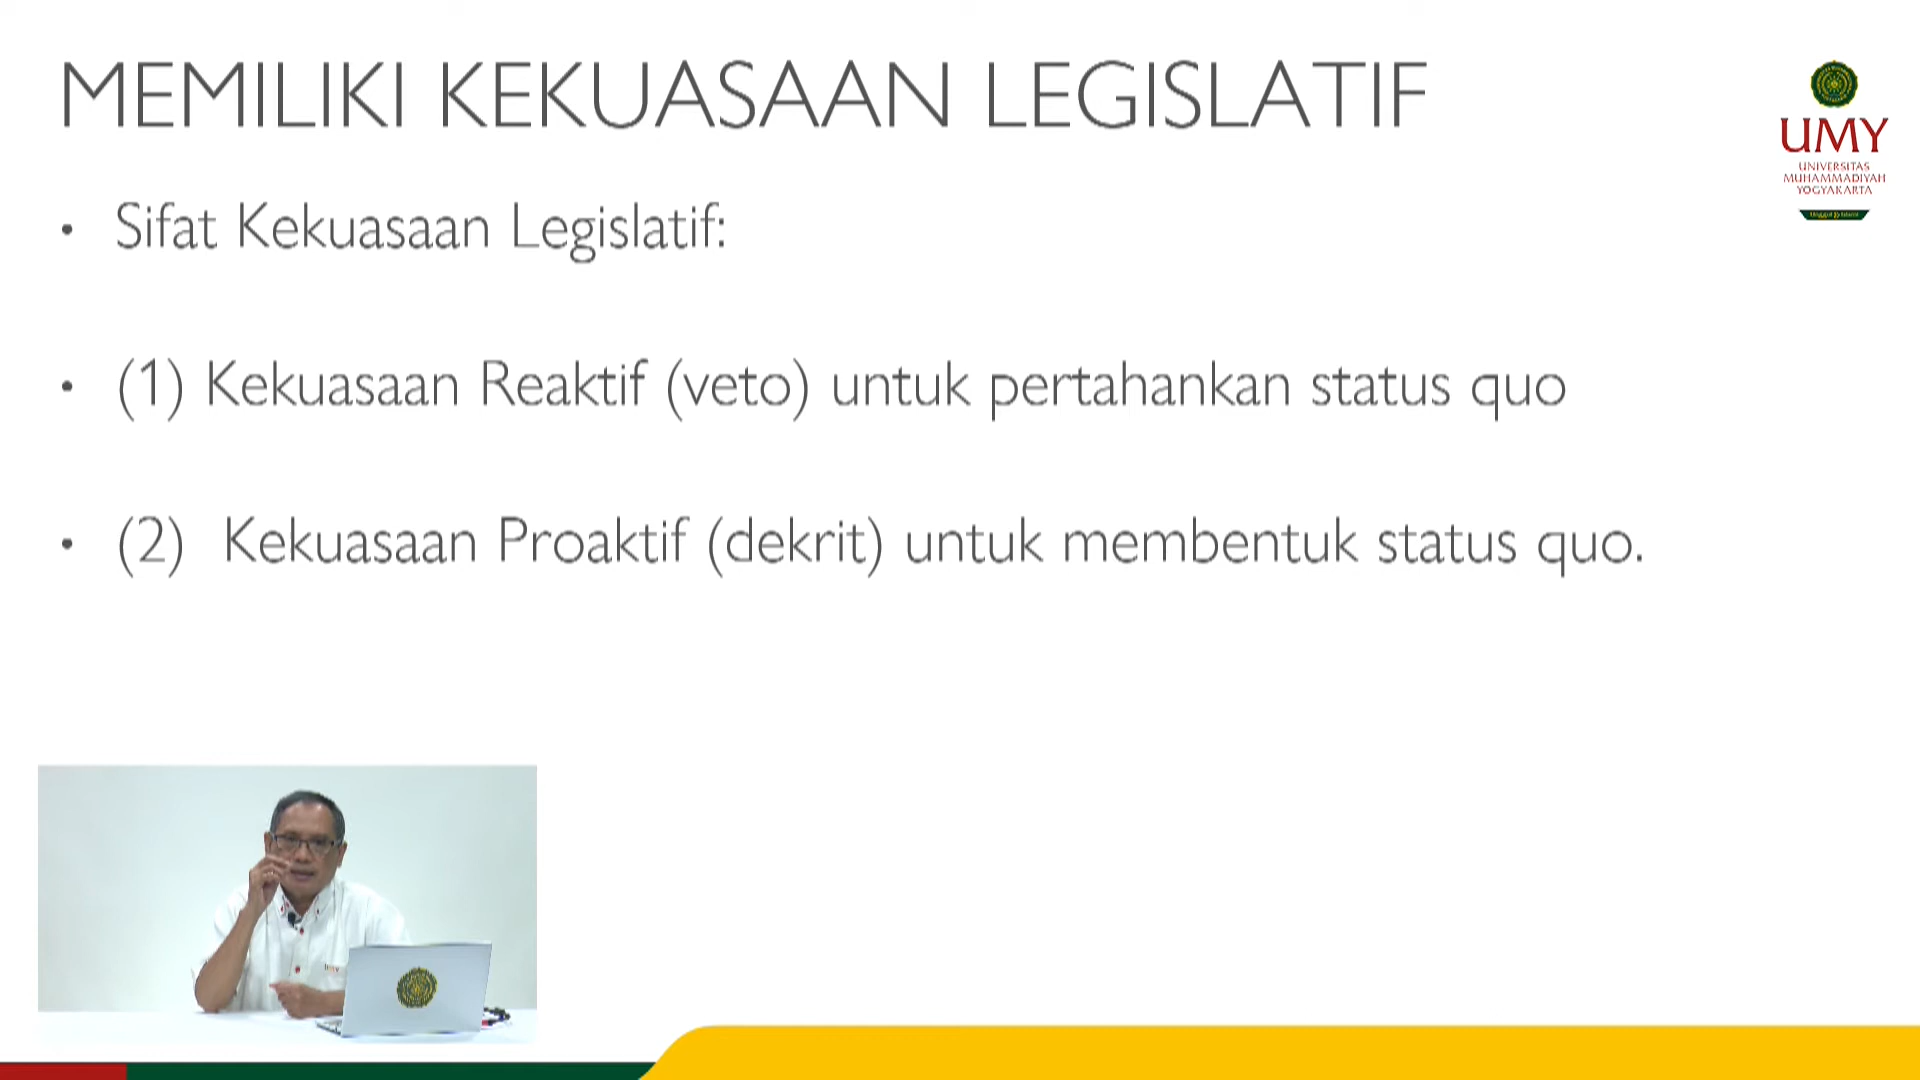 MEMILIKI KEKUASAAN LEGISLATIF
• Sifat Kekuasaan Legislatif:
• (1) Kekuasaan Reaktif (veto) untuk pertahankan status quo
• (2) Kekuasaan Proaktif (dekrit) untuk membentuk status quo.
UMY
UNIVERSITAS
MUHAMMADIYAH
YOGYAKARTA